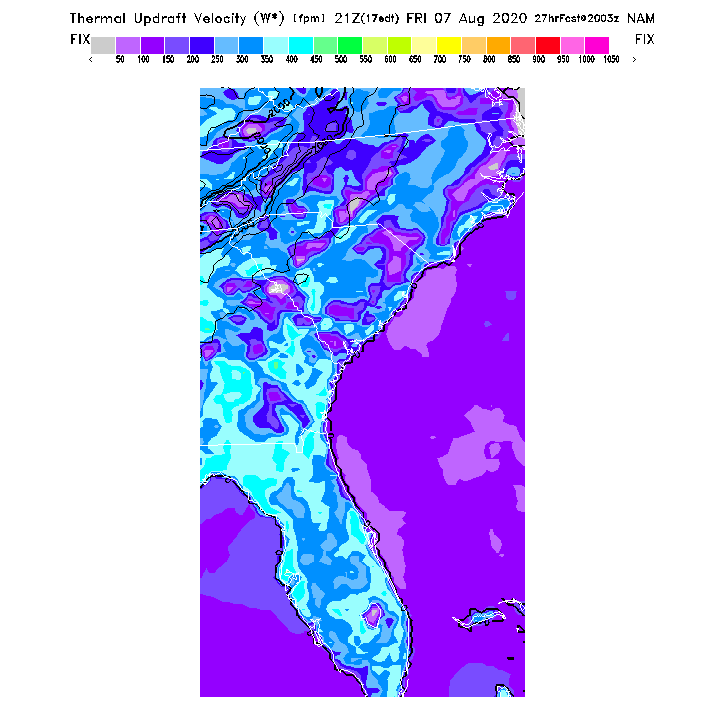 Thermal Updraft Velocity (W*) [fpm] 21Z(17edt) FRI 07 Aug 2020 27hrFcst@2003z NAM
FIX FIX
< 50 100 150 200 250 300 350 400 450 500 550 600 650 700 750 800 850 900 950 1000 1050 >